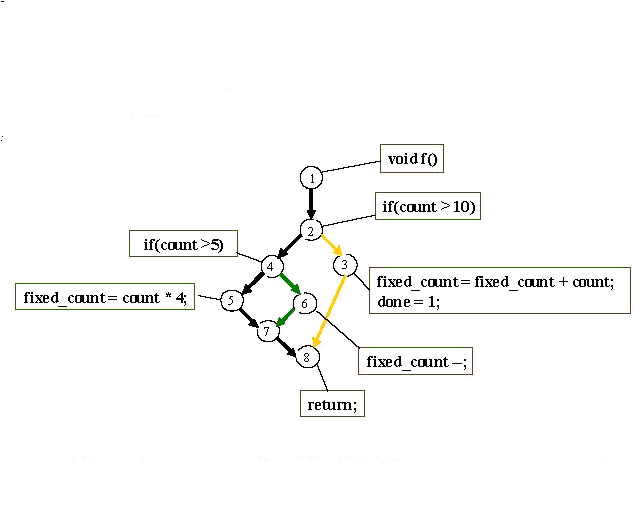 void f()
1
if(count >10)
2
if(count >5)
4
3
fixed_count = fixed_count + count;
done = 1;
fixed_count = count * 4;
5
6
7
8
fixed_count –;
return;